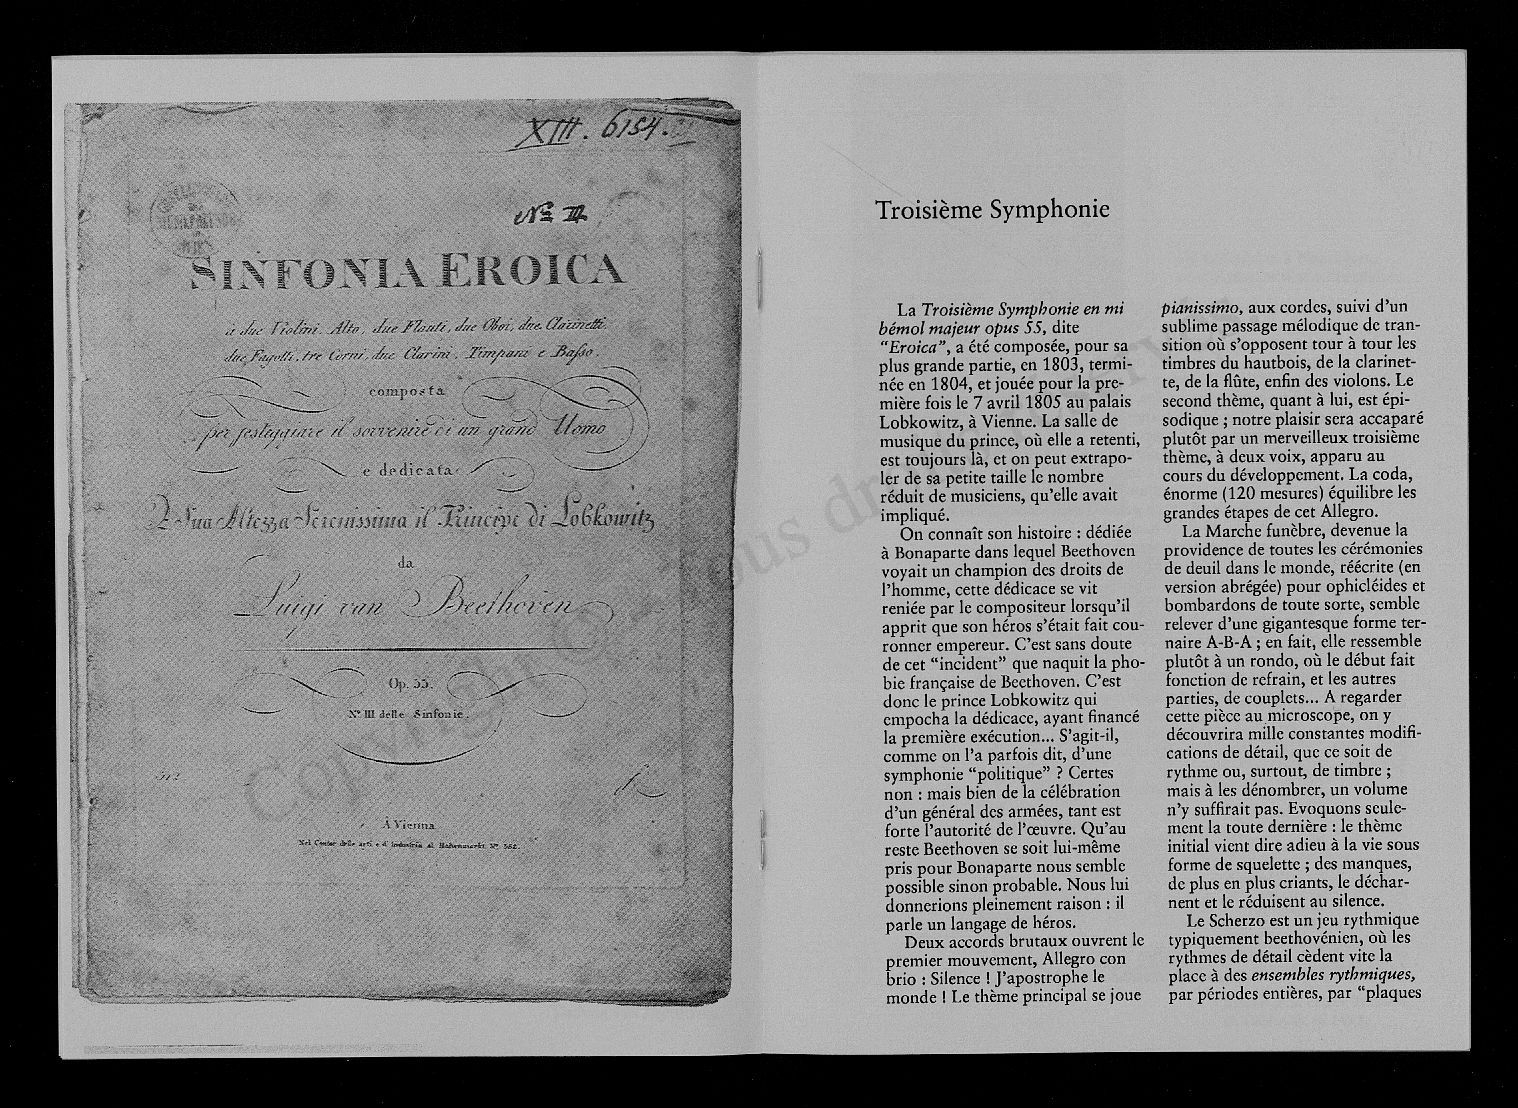 XIII. 6154.
No III.
SINFONIA EROICA
a due Violini, Alto, due Flauti, due Oboi, due Clarinetti,
due Fagotti, tre Corni, due Clarini, Timpani e Basso.
composta
per festeggiare il sovvenire di un grand Uomo
e dedicata
A Sua Altezza Serenissima il Principe di Lobkowitz
da
Luigi van Beethoven
Op. 55.
No III delle Sinfonie.
À Vienna
Nel Contor delle arti e d'Industria al Hohenmarkt No 582.
Troisième Symphonie
La Troisième Symphonie en mi
bémol majeur opus 55, dite
“Eroica”, a été composée, pour sa
plus grande partie, en 1803, termi-
née en 1804, et jouée pour la pre-
mière fois le 7 avril 1805 au palais
Lobkowitz, à Vienne. La salle de
musique du prince, où elle a retenti,
est toujours là, et on peut extrapo-
ler de sa petite taille le nombre
réduit de musiciens, qu'elle avait
impliqué.
On connaît son histoire : dédiée
à Bonaparte dans lequel Beethoven
voyait un champion des droits de
l'homme, cette dédicace se vit
reniée par le compositeur lorsqu'il
apprit que son héros s'était fait cou-
ronner empereur. C'est sans doute
de cet “incident” que naquit la pho-
bie française de Beethoven. C'est
donc le prince Lobkowitz qui
empocha la dédicace, ayant financé
la première exécution... S'agit-il,
comme on l'a parfois dit, d'une
symphonie “politique” ? Certes
non : mais bien de la célébration
d'un général des armées, tant est
forte l'autorité de l'œuvre. Qu'au
reste Beethoven se soit lui-même
pris pour Bonaparte nous semble
possible sinon probable. Nous lui
donnerions pleinement raison : il
parle un langage de héros.
Deux accords brutaux ouvrent le
premier mouvement, Allegro con
brio : Silence ! J'apostrophe le
monde ! Le thème principal se joue
pianissimo, aux cordes, suivi d'un
sublime passage mélodique de tran-
sition où s'opposent tour à tour les
timbres du hautbois, de la clarinet-
te, de la flûte, enfin des violons. Le
second thème, quant à lui, est épi-
sodique ; notre plaisir sera accaparé
plutôt par un merveilleux troisième
thème, à deux voix, apparu au
cours du développement. La coda,
énorme (120 mesures) équilibre les
grandes étapes de cet Allegro.
La Marche funèbre, devenue la
providence de toutes les cérémonies
de deuil dans le monde, réécrite (en
version abrégée) pour ophicléides et
bombardons de toute sorte, semble
relever d'une gigantesque forme ter-
naire A-B-A ; en fait, elle ressemble
plutôt à un rondo, où le début fait
fonction de refrain, et les autres
parties, de couplets... A regarder
cette pièce au microscope, on y
découvrira mille constantes modifi-
cations de détail, que ce soit de
rythme ou, surtout, de timbre ;
mais à les dénombrer, un volume
n'y suffirait pas. Evoquons seule-
ment la toute dernière : le thème
initial vient dire adieu à la vie sous
forme de squelette ; des manques,
de plus en plus criants, le déchar-
nent et le réduisent au silence.
Le Scherzo est un jeu rythmique
typiquement beethovénien, où les
rythmes de détail cèdent vite la
place à des ensembles rythmiques,
par périodes entières, par “plaques